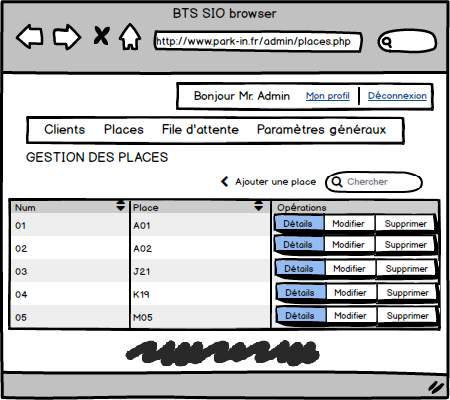 BTS SIO browser
http://www.park-in.fr/admin/places.php
Bonjour Mr. Admin Mon profil Déconnexion
Clients Places File d'attente Paramètres généraux
GESTION DES PLACES
Ajouter une place Chercher
Num Place Opérations
01 A01 Détails Modifier Supprimer
02 A02 Détails Modifier Supprimer
03 J21 Détails Modifier Supprimer
04 K19 Détails Modifier Supprimer
05 M05 Détails Modifier Supprimer